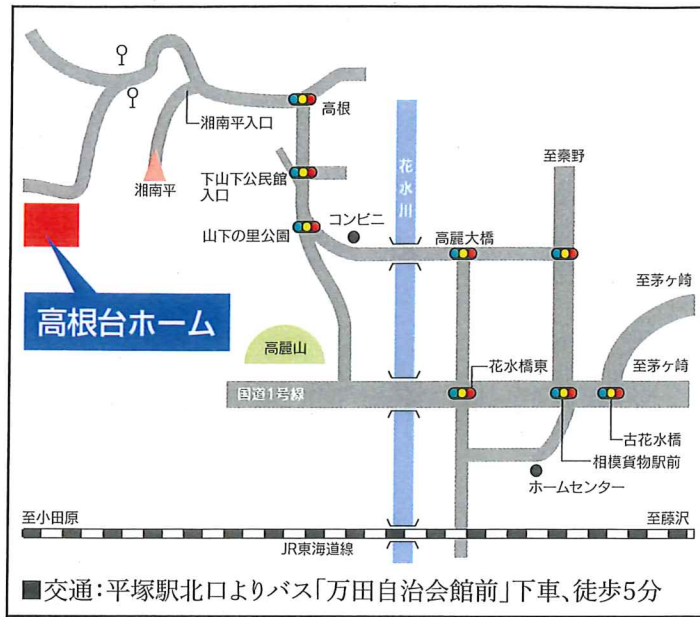 高根
湘南平入口
花水川
至秦野
湘南平
下山下公民館
入口
コンビニ
山下の里公園
高麗大橋
至茅ヶ崎
高根台ホーム
高麗山
花水橋東
至茅ヶ崎
国道1号線
古花水橋
相模貨物駅前
ホームセンター
至小田原
至藤沢
JR東海道線
■交通：平塚駅北口よりバス「万田自治会館前」下車、徒歩5分